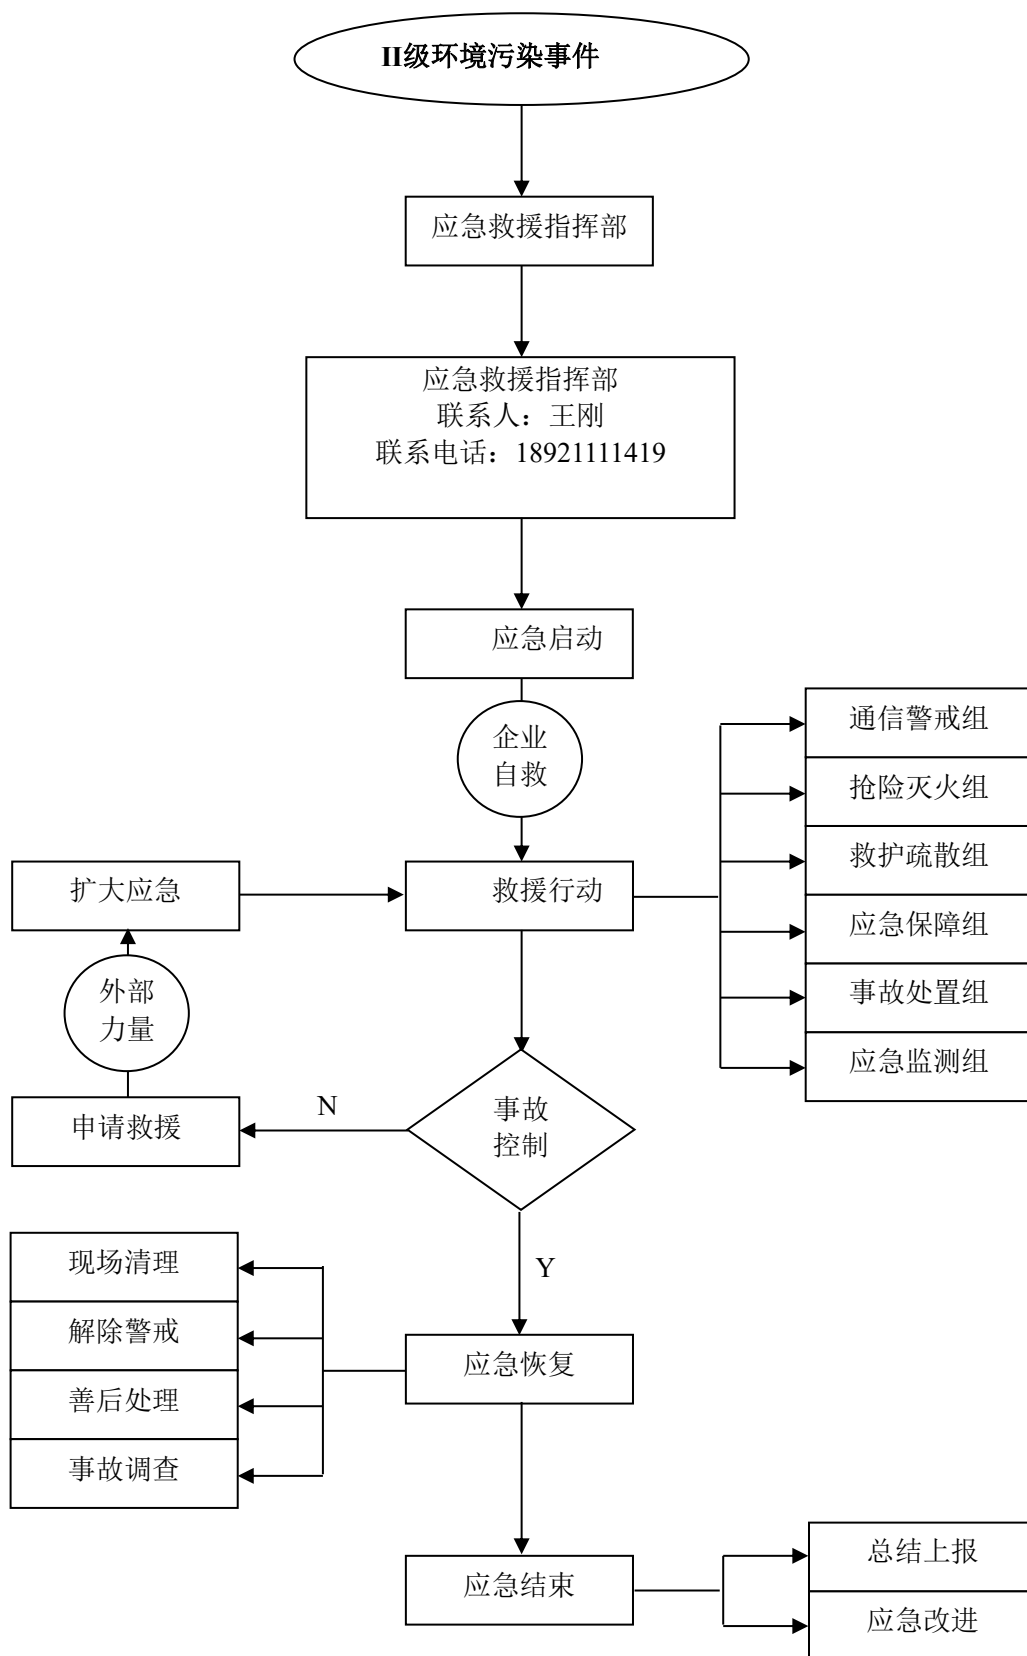 II级环境污染事件
应急救援指挥部
应急救援指挥部
联系人：王刚
联系电话：18921111419
应急启动
企业
自救
通信警戒组
抢险灭火组
救护疏散组
应急保障组
事故处置组
应急监测组
扩大应急
救援行动
外部
力量
申请救援
N
事故
控制
Y
现场清理
解除警戒
善后处理
事故调查
应急恢复
应急结束
总结上报
应急改进